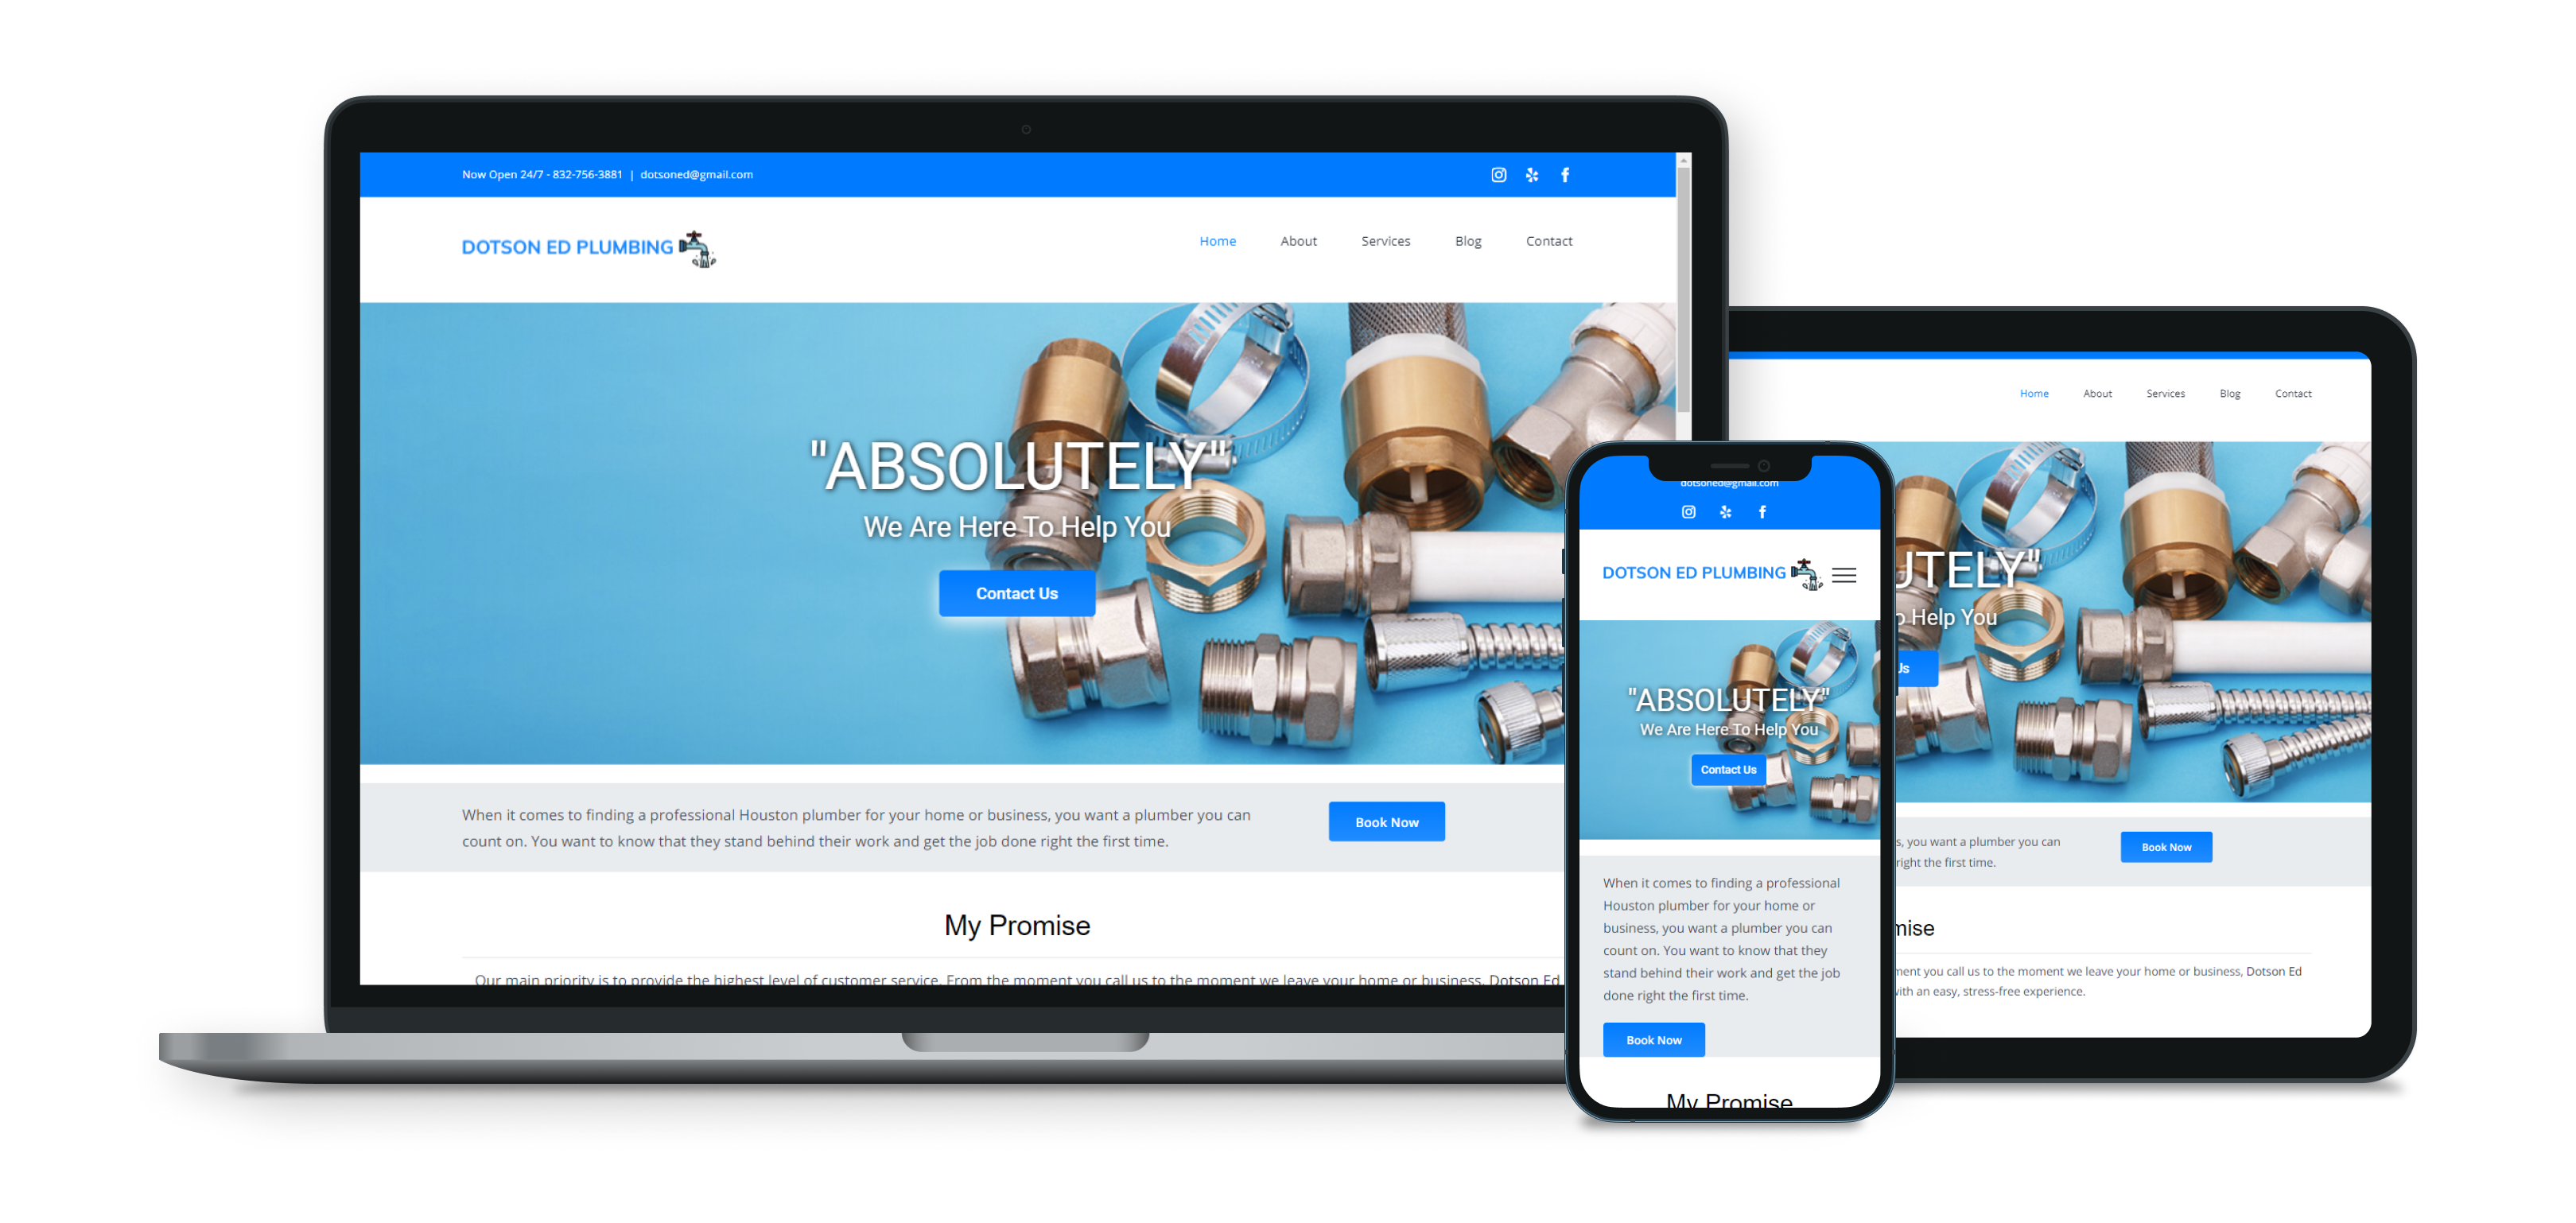 Now Open 24/7 - 832-756-3881 | dotsoned@gmail.com
DOTSON ED PLUMBING
Home About Services Blog Contact
"ABSOLUTELY"
We Are Here To Help You
Contact Us
When it comes to finding a professional Houston plumber for your home or business, you want a plumber you can
count on. You want to know that they stand behind their work and get the job done right the first time.
Book Now
My Promise
Our main priority is to provide the highest level of customer service. From the moment you call us to the moment we leave your home or business, Dotson Ed
dotsoned@gmail.com
DOTSON ED PLUMBING
"ABSOLUTELY"
We Are Here To Help You
Contact Us
When it comes to finding a professional
Houston plumber for your home or
business, you want a plumber you can
count on. You want to know that they
stand behind their work and get the job
done right the first time.
Book Now
My Promise
Home About Services Blog Contact
UTELY"
Help You
Us
you want a plumber you can
right the first time.
Book Now
mise
ment you call us to the moment we leave your home or business, Dotson Ed
with an easy, stress-free experience.